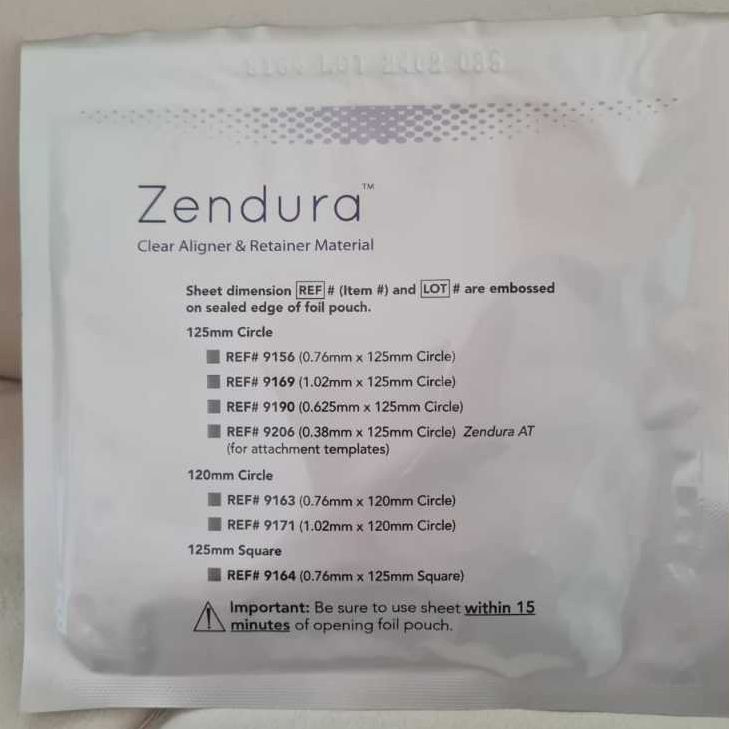 9164 LOT 2402 036
Zendura™
Clear Aligner & Retainer Material
Sheet dimension REF # (Item #) and LOT # are embossed
on sealed edge of foil pouch.
125mm Circle
REF# 9156 (0.76mm x 125mm Circle)
REF# 9169 (1.02mm x 125mm Circle)
REF# 9190 (0.625mm x 125mm Circle)
REF# 9206 (0.38mm x 125mm Circle) Zendura AT
(for attachment templates)
120mm Circle
REF# 9163 (0.76mm x 120mm Circle)
REF# 9171 (1.02mm x 120mm Circle)
125mm Square
REF# 9164 (0.76mm x 125mm Square)
Important: Be sure to use sheet within 15
minutes of opening foil pouch.